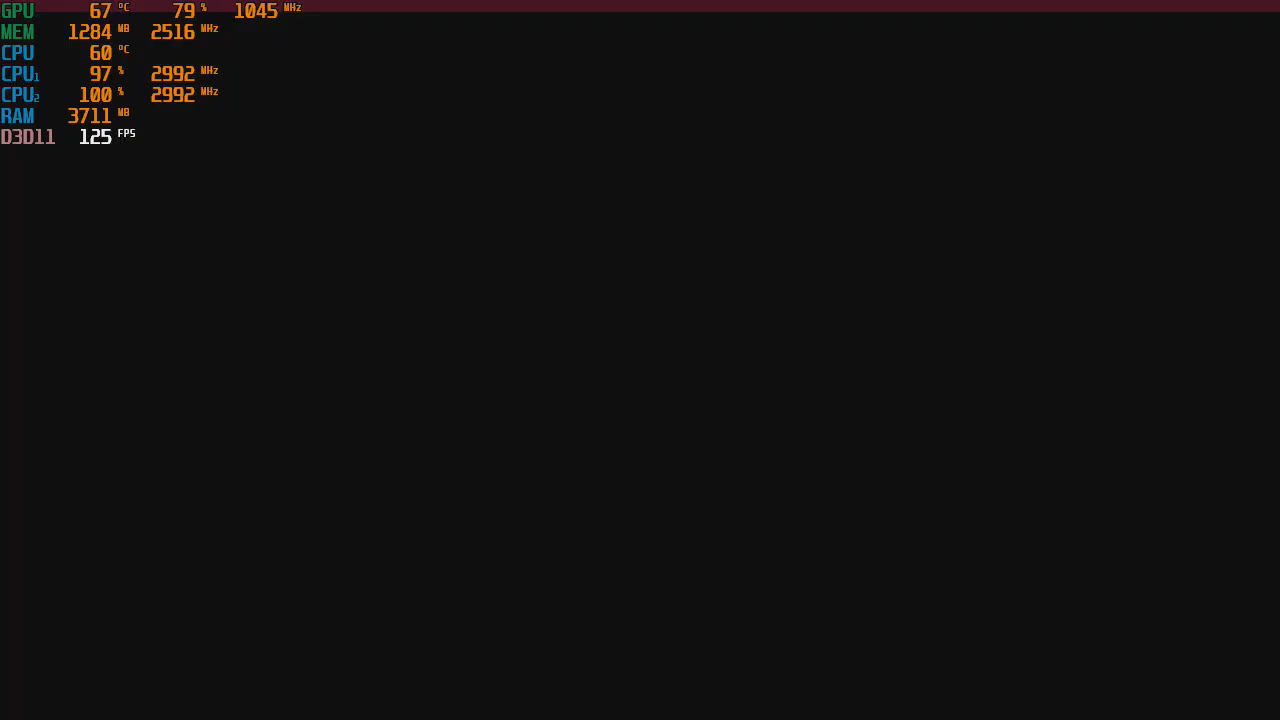 GPU 67 °C 79 % 1045 MHz
MEM 1284 MB 2516 MHz
CPU 60 °C
CPU1 97 % 2992 MHz
CPU2 100 % 2992 MHz
RAM 3711 MB
D3D11 125 FPS